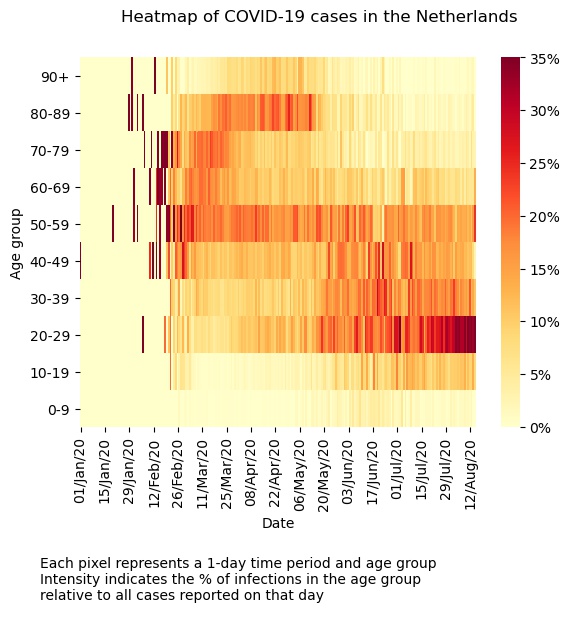 Heatmap of COVID-19 cases in the Netherlands
35%
90+
80-89
30%
70-79
25%
60-69
20%
50-59
Age group
40-49
15%
30-39
10%
20-29
5%
10-19
0-9
0%
01/Jan/20
15/Jan/20
29/Jan/20
12/Feb/20
26/Feb/20
11/Mar/20
25/Mar/20
08/Apr/20
22/Apr/20
06/May/20
20/May/20
03/Jun/20
17/Jun/20
01/Jul/20
15/Jul/20
29/Jul/20
12/Aug/20
Date
Each pixel represents a 1-day time period and age group
Intensity indicates the % of infections in the age group
relative to all cases reported on that day